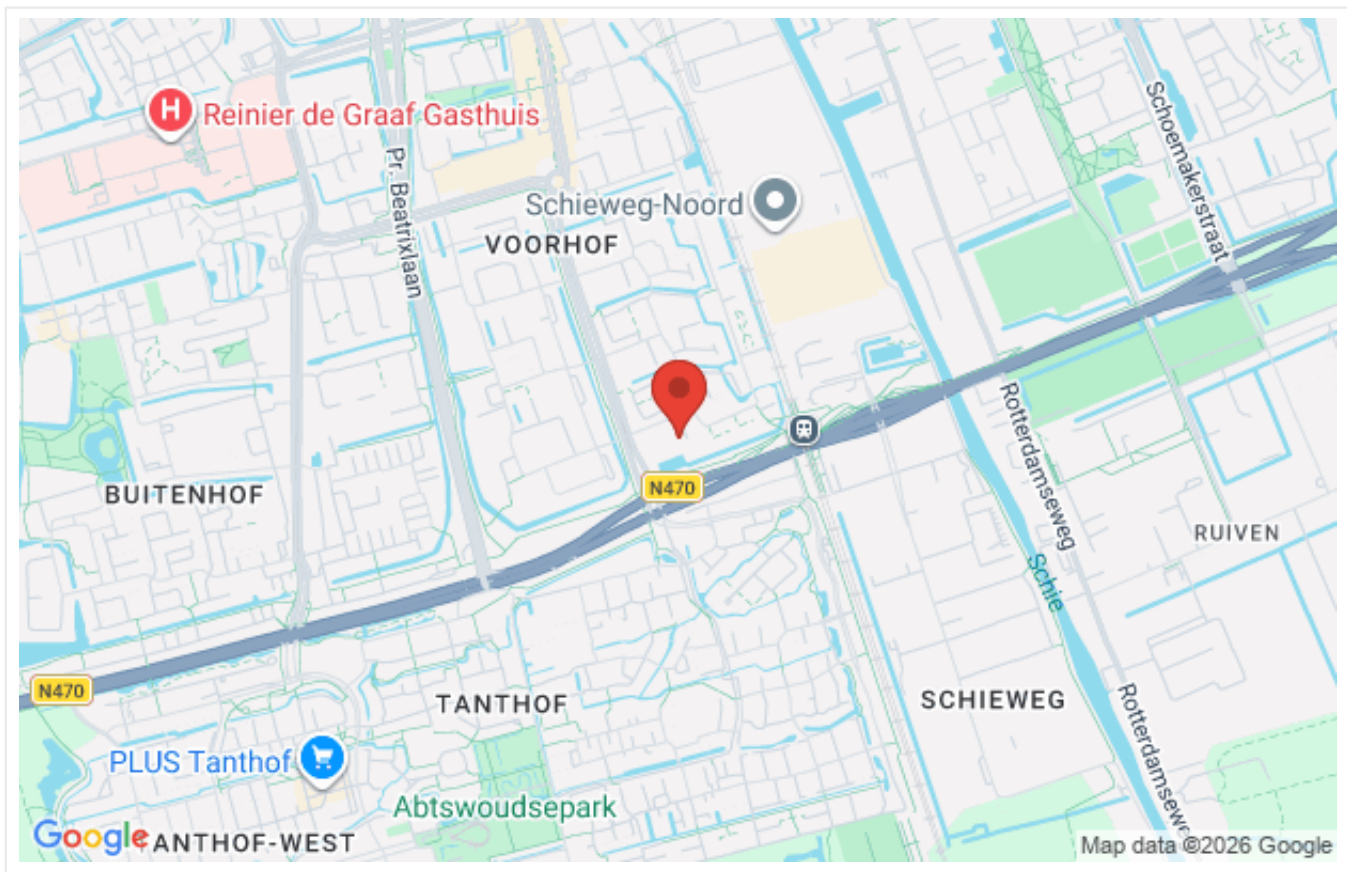 Reinier de Graaf Gasthuis
Schoemakerstraat
Pr. Beatrixlaan
Schieweg-Noord
VOORHOF
Rotterdamseweg
N470
BUITENHOF
RUIVEN
Schie
N470
TANTHOF
SCHIEWEG
Rotterdamsewe
PLUS Tanthof
Abtswoudsepark
Google
ANTHOF-WEST
Map data ©2026 Google